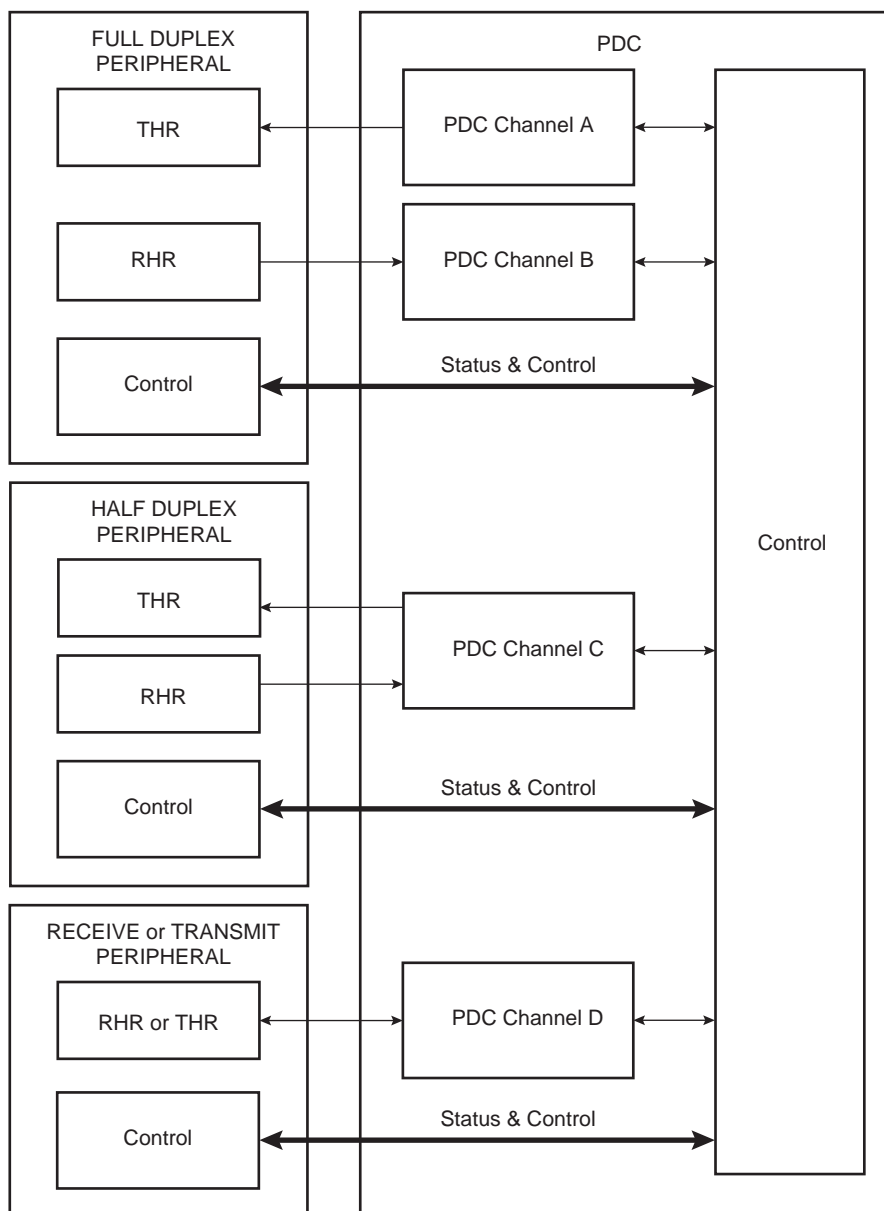 FULL DUPLEX
PERIPHERAL
PDC
THR
PDC Channel A
RHR
PDC Channel B
Control
Status & Control
HALF DUPLEX
PERIPHERAL
Control
THR
PDC Channel C
RHR
Control
Status & Control
RECEIVE or TRANSMIT
PERIPHERAL
RHR or THR
PDC Channel D
Control
Status & Control